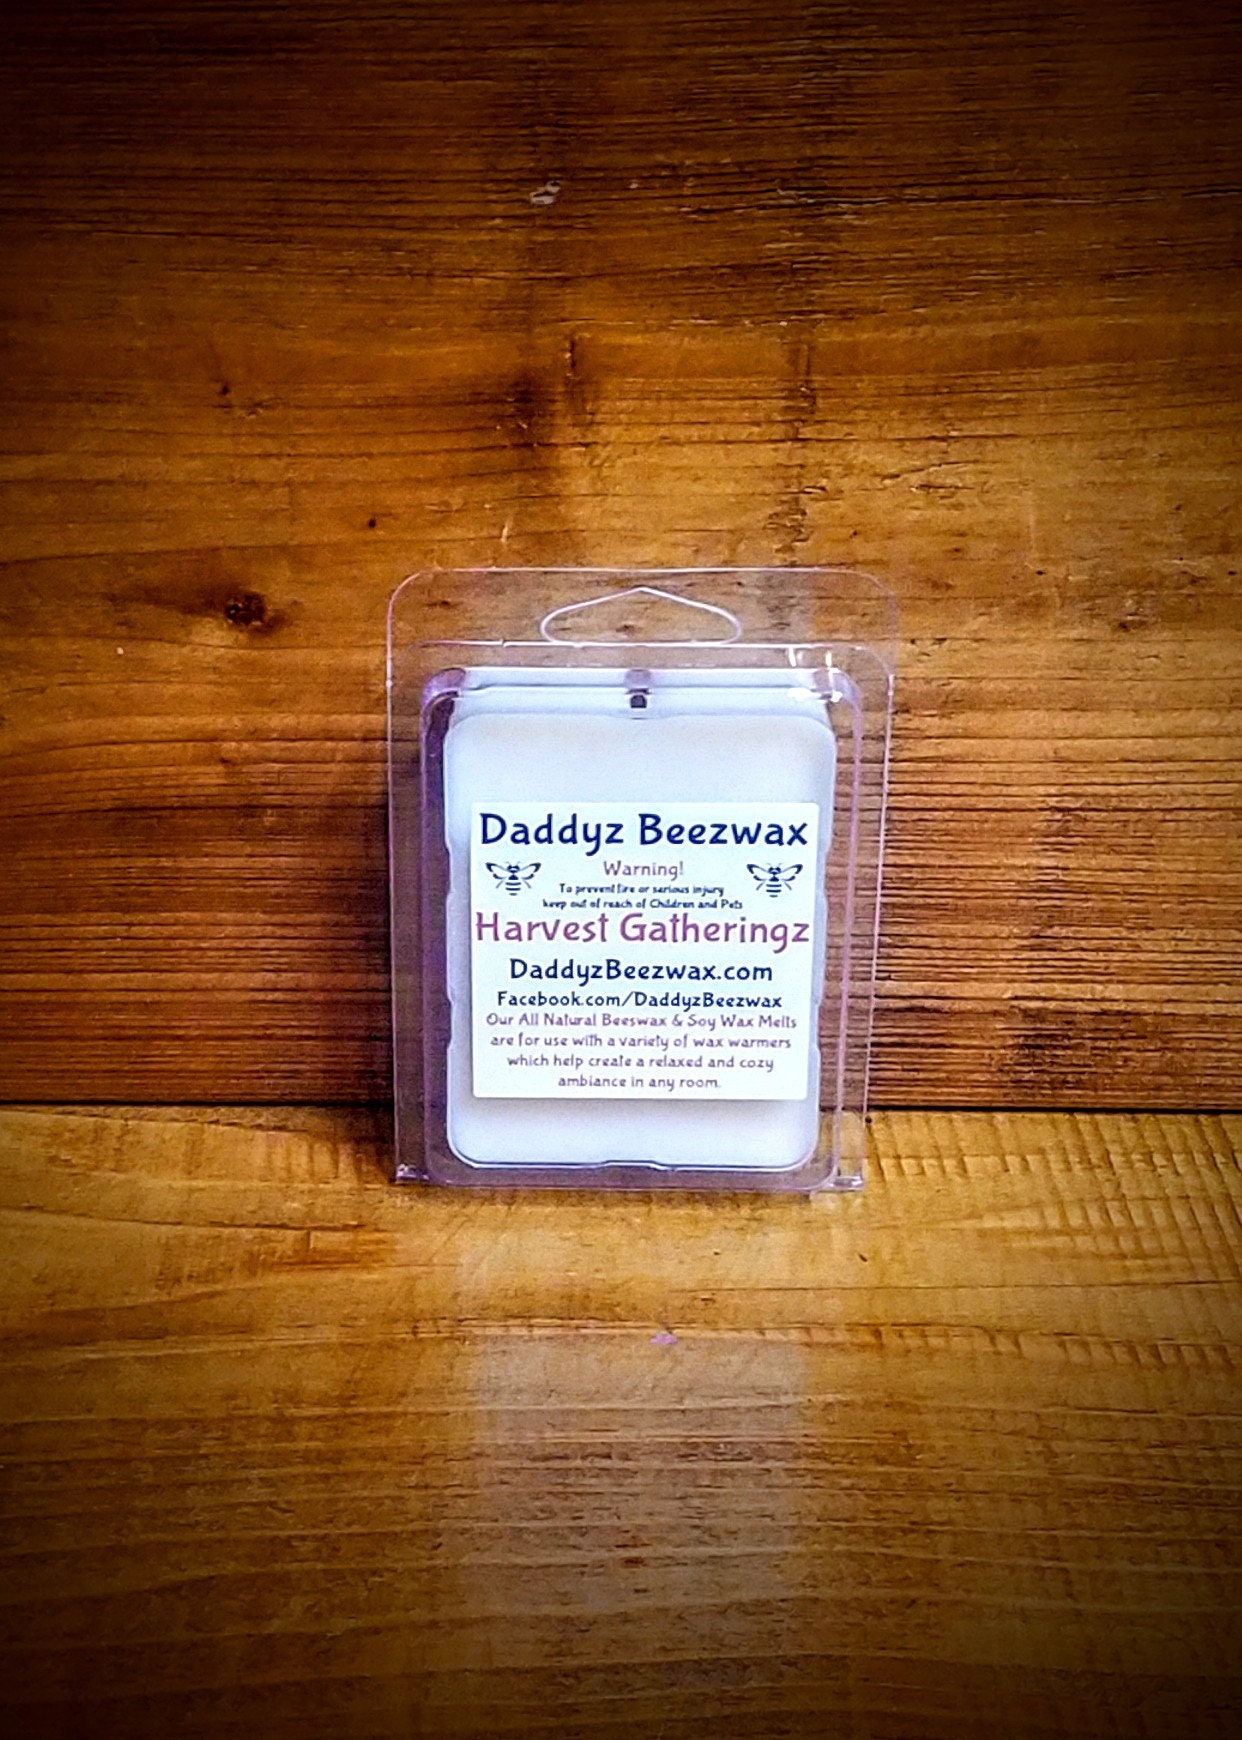 Daddyz Beezwax
Warning!
To prevent fire or serious injury
keep out of reach of Children and Pets
Harvest Gatheringz
DaddyzBeezwax.com
Facebook.com/DaddyzBeezwax
Our All Natural Beeswax & Soy Wax Melts
are for use with a variety of wax warmers
which help create a relaxed and cozy
ambiance in any room.